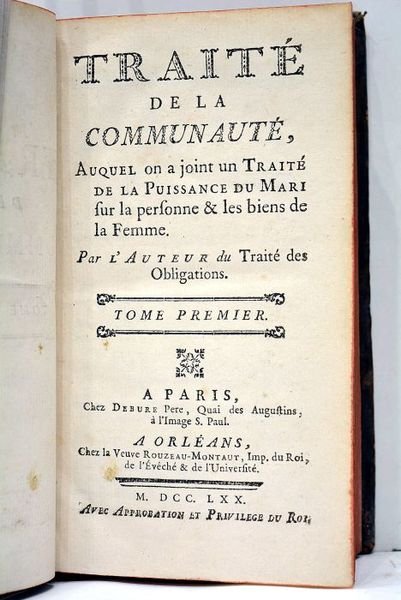 TRAITÉ
DE LA
COMMUNAUTÉ,
AUQUEL on a joint un TRAITÉ
DE LA PUISSANCE DU MARI
ſur la perſonne & les biens de
la Femme.
Par L'AUTEUR du Traité des
Obligations.
TOME PREMIER.
A PARIS,
Chez DEBURE Pere, Quai des Auguſtins,
à l'Image S. Paul.
A ORLÉANS,
Chez la Veuve ROUZEAU-MONTAUT, Imp. du Roi,
de l'Évêché & de l'Univerſité.
M. DCC. LXX.
AVEC APPROBATION ET PRIVILEGE DU ROI.